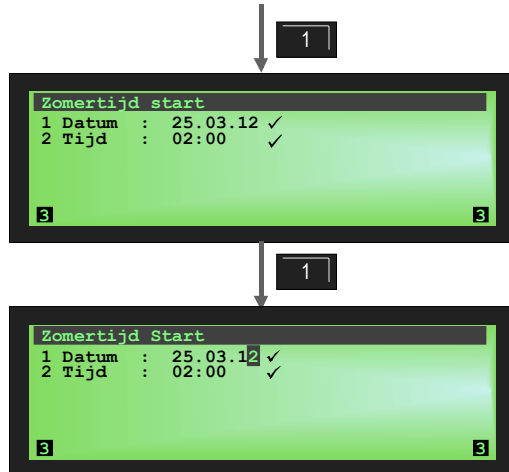 1
Zomertijd start
1 Datum : 25.03.12 ✓
2 Tijd : 02:00 ✓
3 3
1
Zomertijd Start
1 Datum : 25.03.12 ✓
2 Tijd : 02:00 ✓
3 3